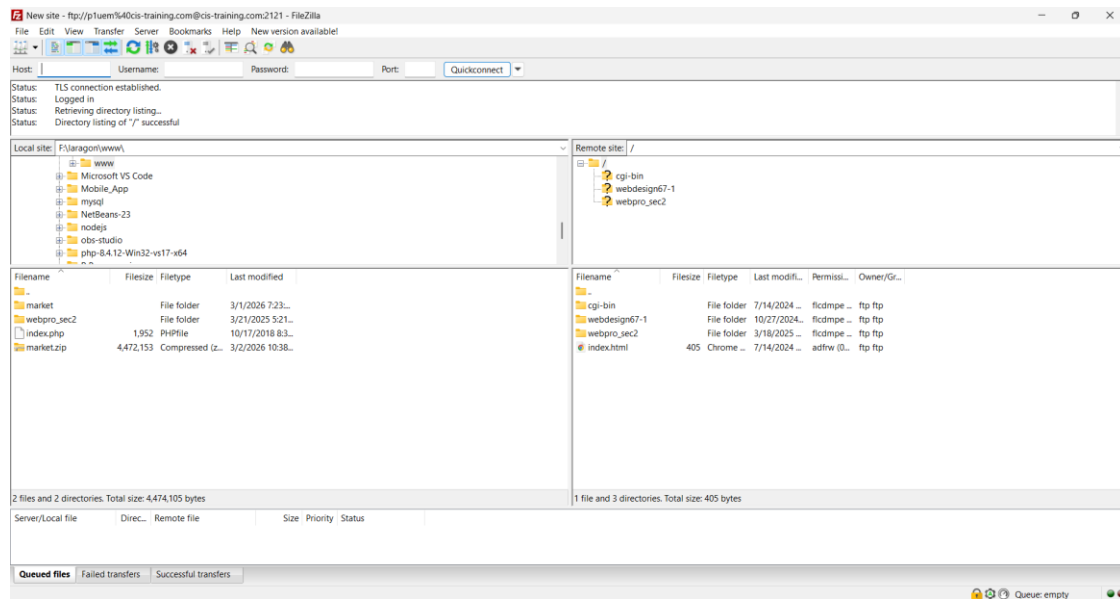 New site - ftp://p1uem%40cis-training.com@cis-training.com:2121 - FileZilla
File Edit View Transfer Server Bookmarks Help New version available!
Host: Username: Password: Port: Quickconnect
Status: TLS connection established.
Status: Logged in
Status: Retrieving directory listing...
Status: Directory listing of "/" successful
Local site: F:\laragon\www\
www
Microsoft VS Code
Mobile_App
mysql
NetBeans-23
nodejs
obs-studio
php-8.4.12-Win32-vs17-x64
Remote site: /
/
cgi-bin
webdesign67-1
webpro_sec2
Filename Filesize Filetype Last modified
..
market File folder 3/1/2026 7:23:...
webpro_sec2 File folder 3/21/2025 5:21...
index.php 1,952 PHPfile 10/17/2018 8:3...
market.zip 4,472,153 Compressed (z... 3/2/2026 10:38...
2 files and 2 directories. Total size: 4,474,105 bytes
Filename Filesize Filetype Last modifi... Permissi... Owner/Gr...
..
cgi-bin File folder 7/14/2024 ... flcdmpe ... ftp ftp
webdesign67-1 File folder 10/27/2024... flcdmpe ... ftp ftp
webpro_sec2 File folder 3/18/2025 ... flcdmpe ... ftp ftp
index.html 405 Chrome ... 7/14/2024 ... adfrw (0... ftp ftp
1 file and 3 directories. Total size: 405 bytes
Server/Local file Direc... Remote file Size Priority Status
Queued files Failed transfers Successful transfers
Queue: empty